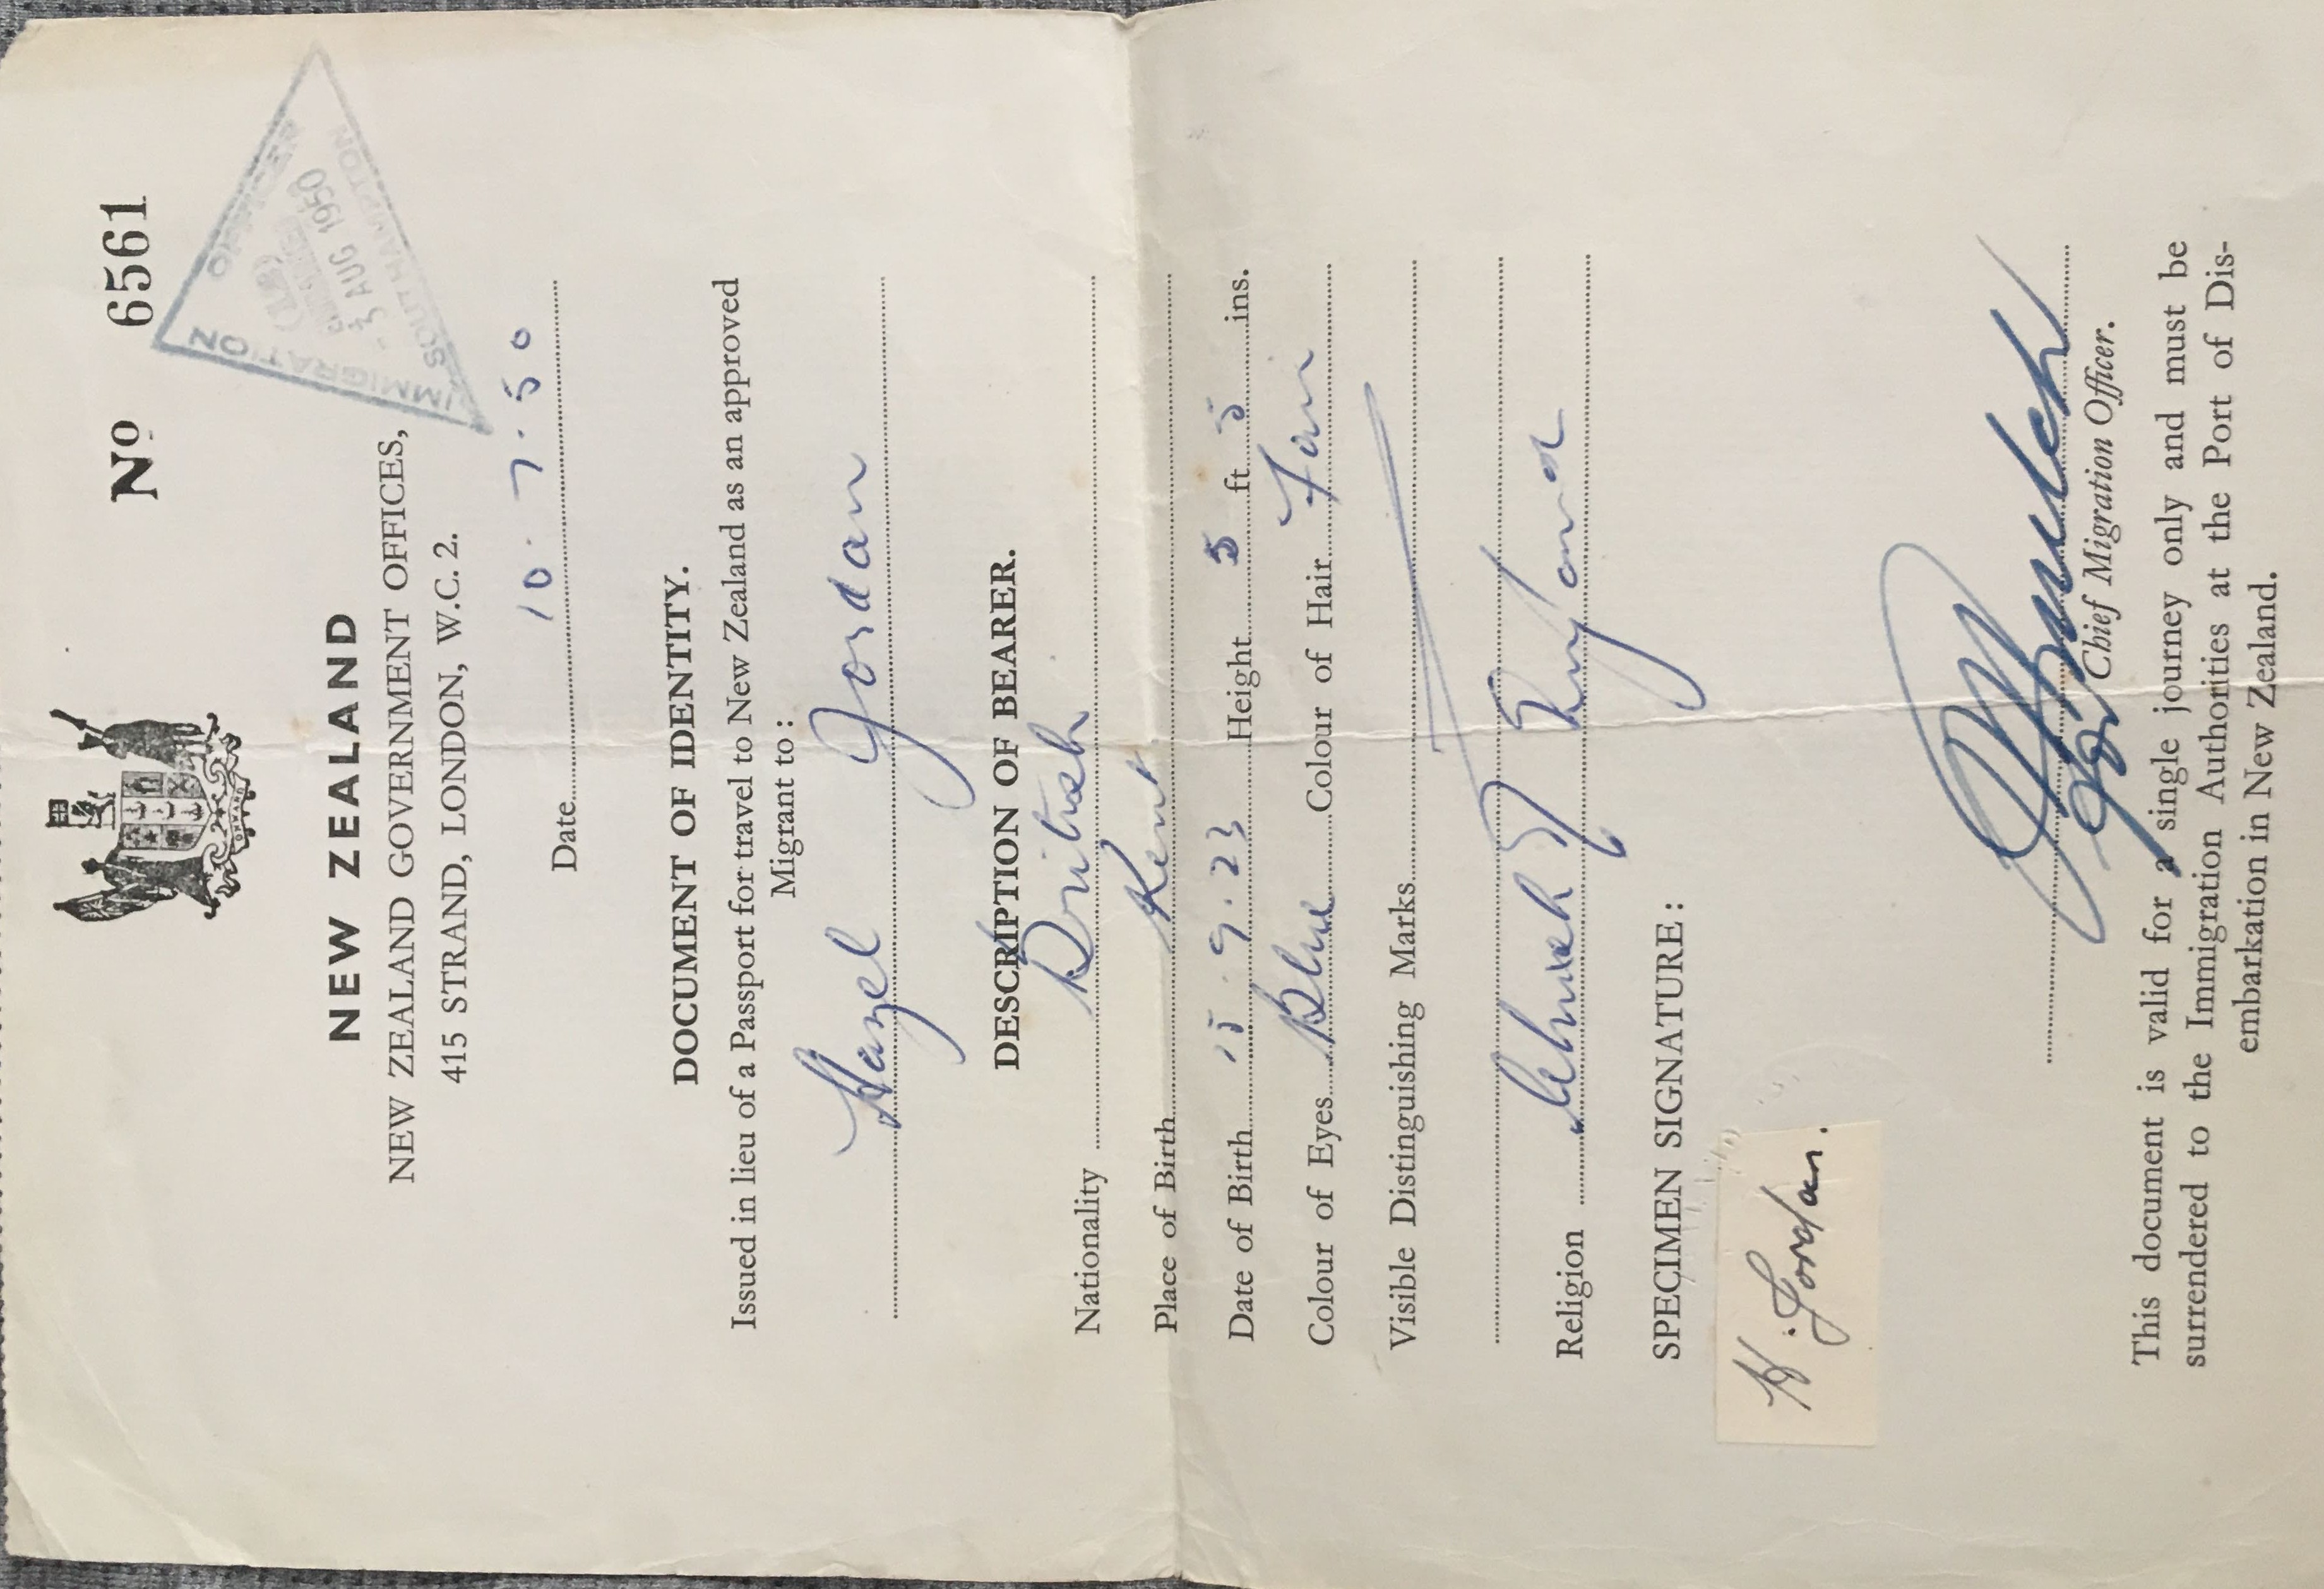 ONWARD
No 6561
IMMIGRATION OFFICER
- 3 AUG 1950
SOUTHAMPTON
NEW ZEALAND
NEW ZEALAND GOVERNMENT OFFICES,
415 STRAND, LONDON, W.C. 2.
Date 10.7.50
DOCUMENT OF IDENTITY.
Issued in lieu of a Passport for travel to New Zealand as an approved
Migrant to :
Hazel Jordan
DESCRIPTION OF BEARER.
Nationality British
Place of Birth Kent
Date of Birth 15.9.23 Height 5 ft 5 ins.
Colour of Eyes Blue Colour of Hair Fair
Visible Distinguishing Marks
Religion Church of England
SPECIMEN SIGNATURE :
H. Jordan.
for Chief Migration Officer.
This document is valid for a single journey only and must be
surrendered to the Immigration Authorities at the Port of Dis-
embarkation in New Zealand.